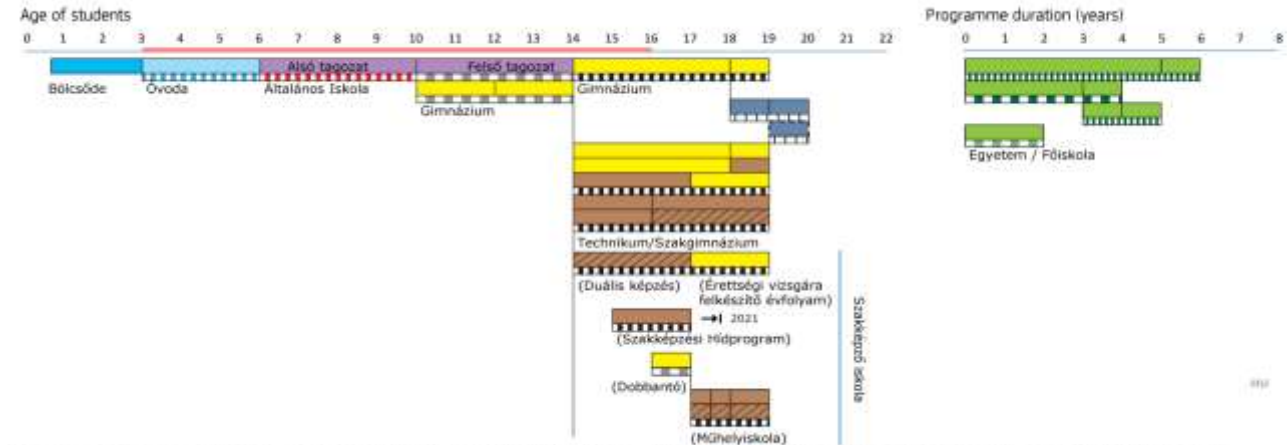 Age of students
Programme duration (years)
0 1 2 3 4 5 6 7 8 9 10 11 12 13 14 15 16 17 18 19 20 21 22
0 1 2 3 4 5 6 7 8
Alsó tagozat
Felső tagozat
Bölcsőde
Óvoda
Általános Iskola
Gimnázium
Gimnázium
Egyetem / Főiskola
Technikum/Szakgimnázium
(Duális képzés)
(Érettségi vizsgára
felkészítő évfolyam)
2021
(Szakképzési Hídprogram)
(Dobbantó)
(Műhelyiskola)
Szakképző iskola